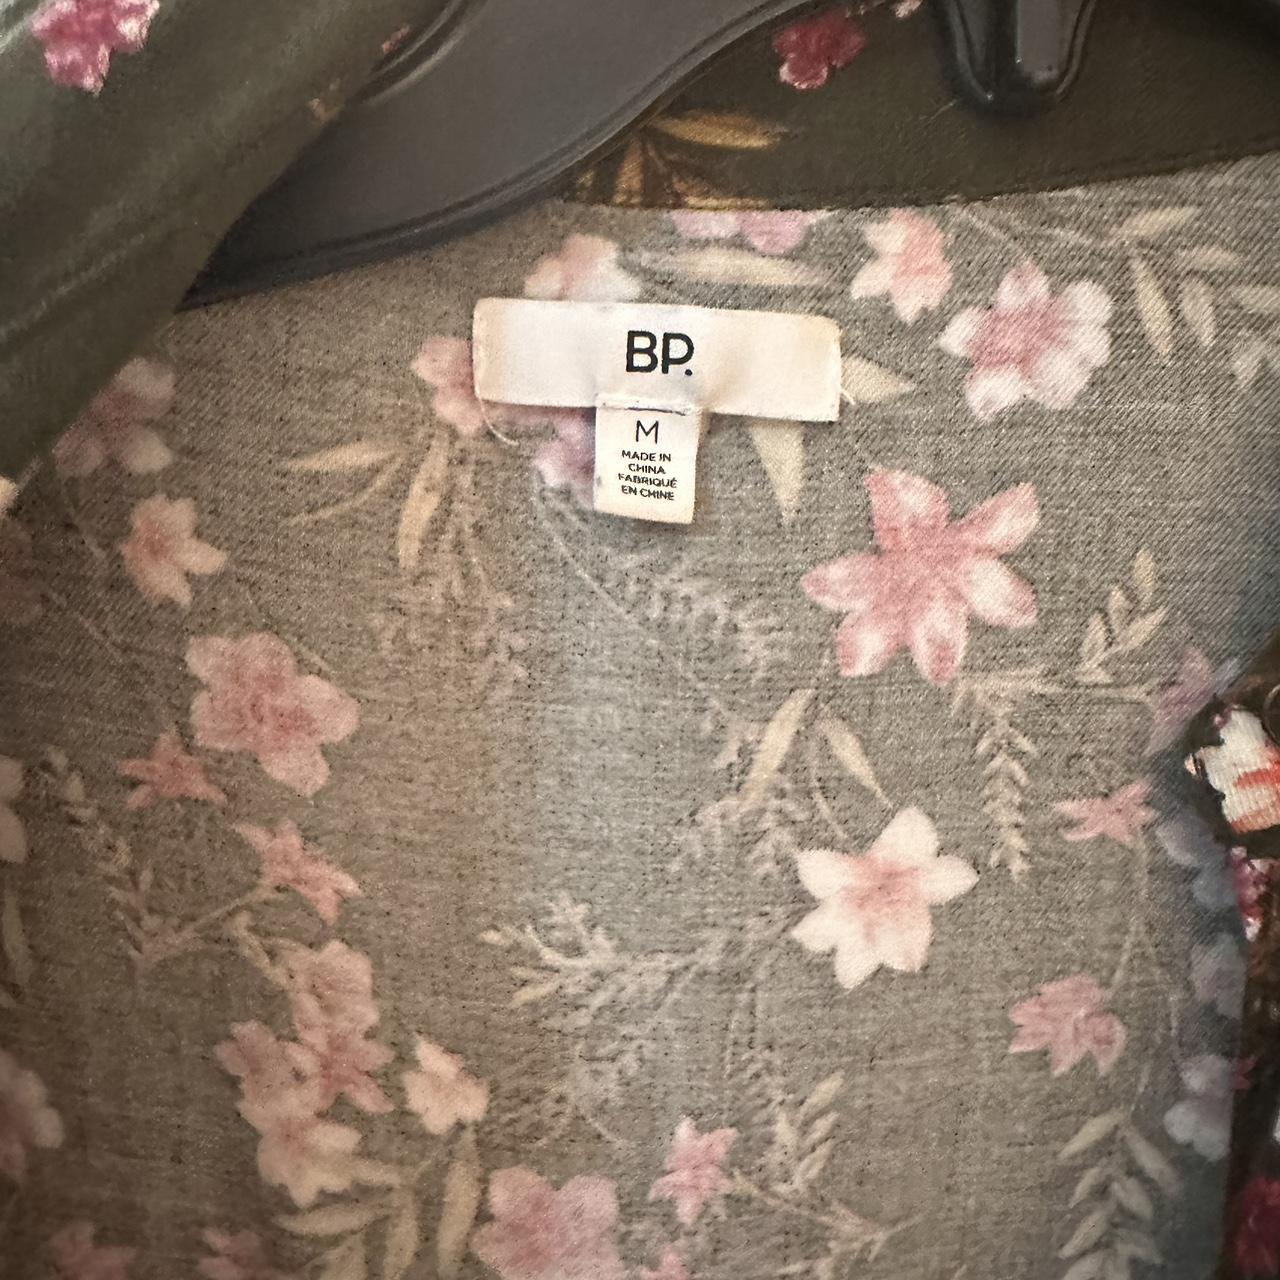 BP.
M
MADE IN
CHINA
FABRIQUÉ
EN CHINE